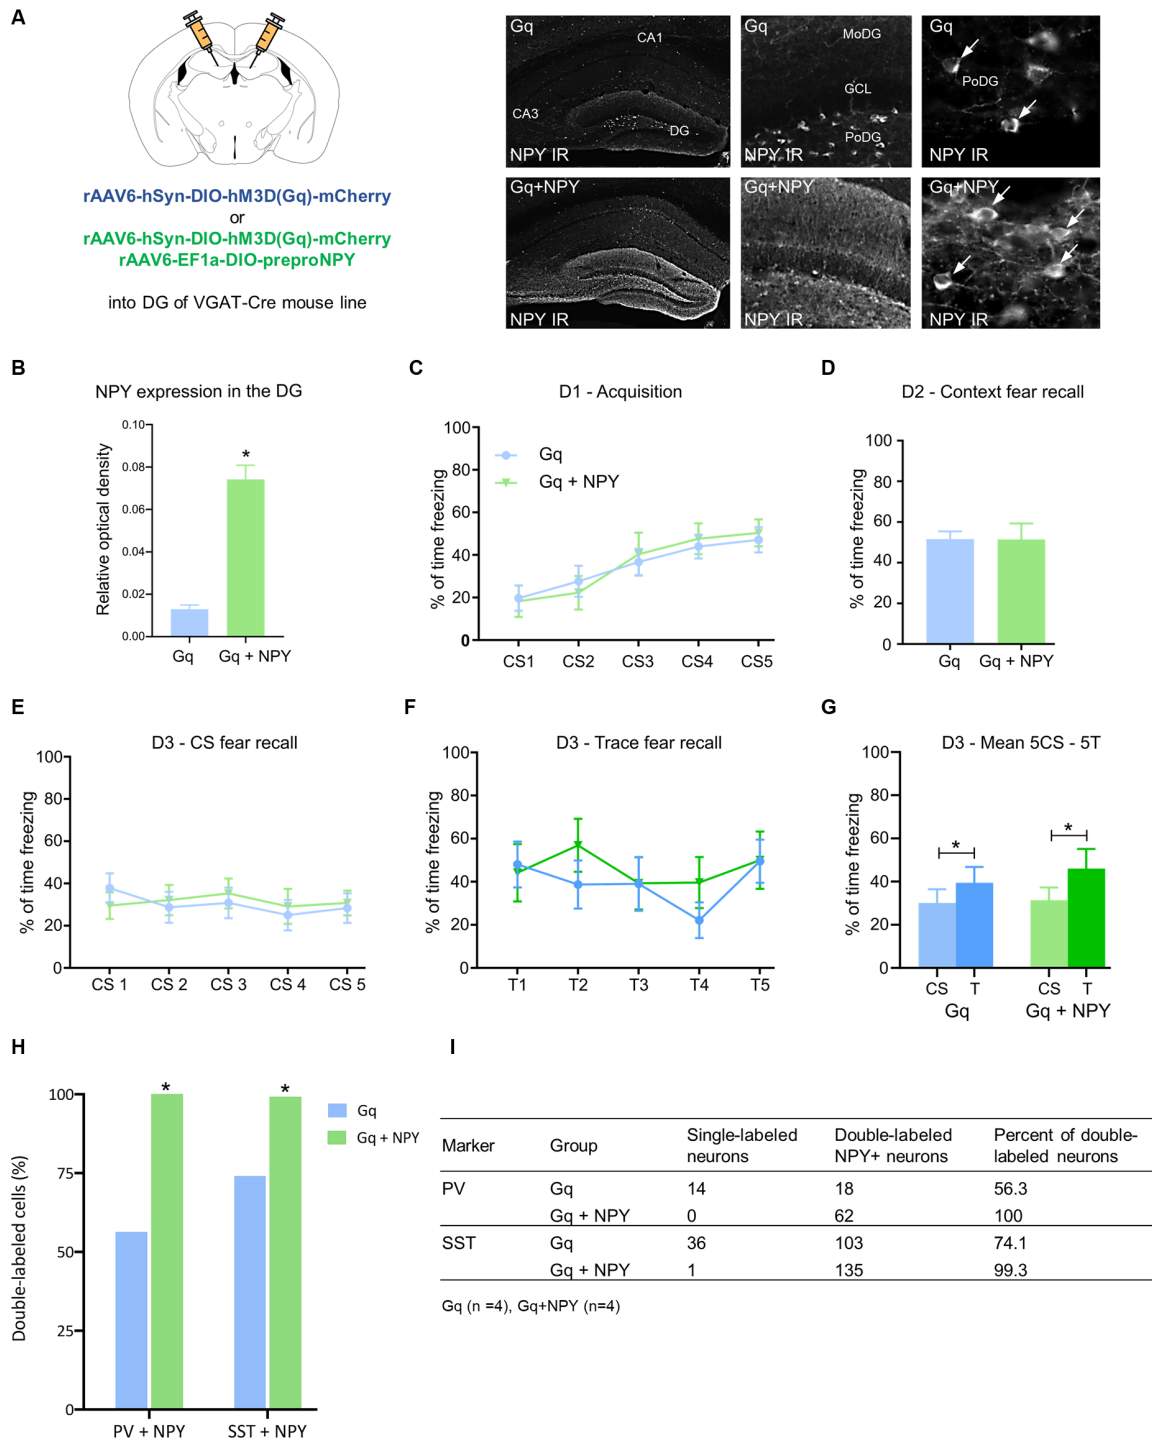 A
rAAV6-hSyn-DIO-hM3D(Gq)-mCherry
or
rAAV6-hSyn-DIO-hM3D(Gq)-mCherry
rAAV6-EF1a-DIO-preproNPY
into DG of VGAT-Cre mouse line
Gq
CA1
CA3
DG
NPY IR
Gq
MoDG
GCL
PoDG
NPY IR
Gq
PoDG
NPY IR
Gq+NPY
NPY IR
Gq+NPY
NPY IR
Gq+NPY
NPY IR
B
NPY expression in the DG
Relative optical density
0.10
0.08
0.06
0.04
0.02
0.00
*
Gq
Gq + NPY
C
D1 - Acquisition
% of time freezing
100
80
60
40
20
0
Gq
Gq + NPY
CS1
CS2
CS3
CS4
CS5
D
D2 - Context fear recall
% of time freezing
100
80
60
40
20
0
Gq
Gq + NPY
E
D3 - CS fear recall
% of time freezing
100
80
60
40
20
0
CS 1
CS 2
CS 3
CS 4
CS 5
F
D3 - Trace fear recall
% of time freezing
100
80
60
40
20
0
T1
T2
T3
T4
T5
G
D3 - Mean 5CS - 5T
% of time freezing
100
80
60
40
20
0
*
*
CS
T
CS
T
Gq
Gq + NPY
H
Double-labeled cells (%)
100
75
50
25
0
*
*
Gq
Gq + NPY
PV + NPY
SST + NPY
I
Marker Group Single-labeled neurons Double-labeled NPY+ neurons Percent of double-labeled neurons
PV Gq 14 18 56.3
Gq + NPY 0 62 100
SST Gq 36 103 74.1
Gq + NPY 1 135 99.3
Gq (n =4), Gq+NPY (n=4)